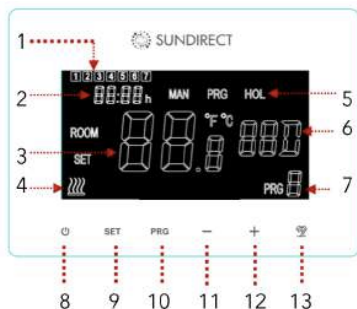 1
SUNDIRECT
1 2 3 4 5 6 7
2 88:88 h MAN PRG HOL 5
°F °C 6
ROOM 88.8 88D
3 SET
4 PRG 8 7
SET PRG − +
8 9 10 11 12 13